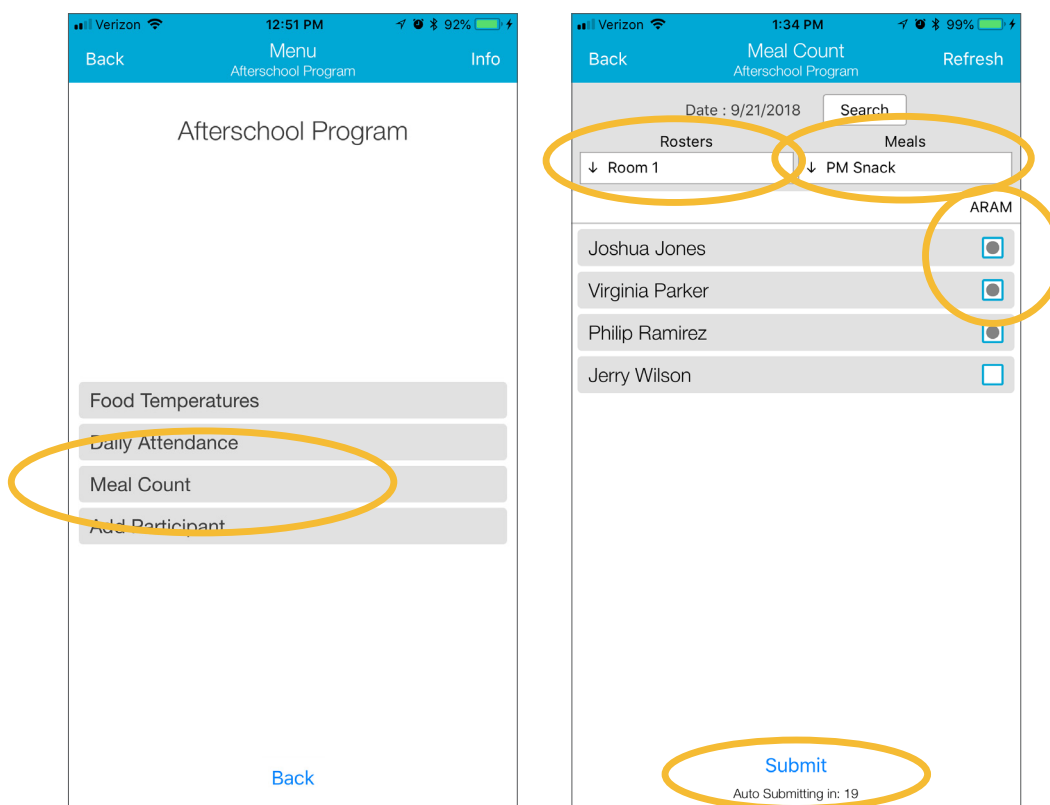 Verizon 12:51 PM 92%
Back Menu Info
Afterschool Program
Afterschool Program
Food Temperatures
Daily Attendance
Meal Count
Add Participant
Back
Verizon 1:34 PM 99%
Back Meal Count Refresh
Afterschool Program
Date : 9/21/2018 Search
Rosters Meals
↓ Room 1 ↓ PM Snack
ARAM
Joshua Jones
Virginia Parker
Philip Ramirez
Jerry Wilson
Submit
Auto Submitting in: 19